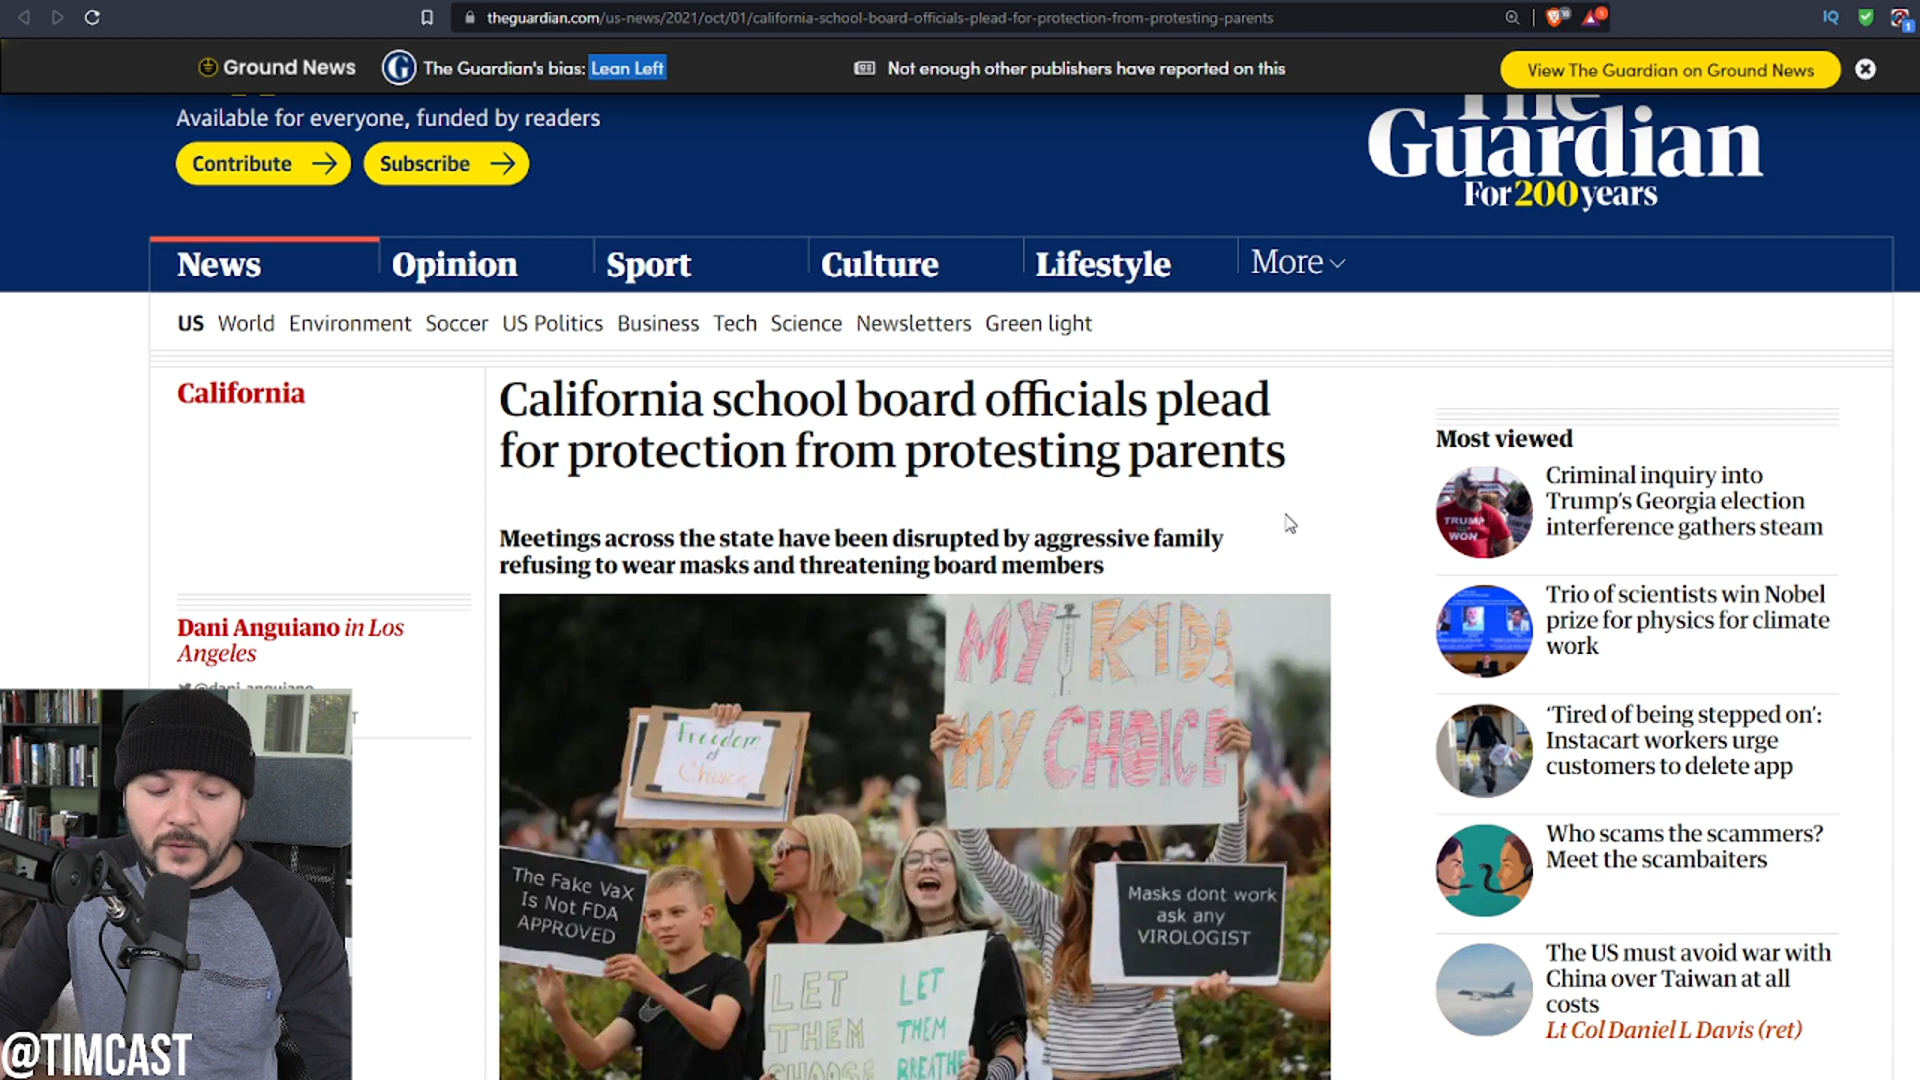 theguardian.com/us-news/2021/oct/01/california-school-board-officials-plead-for-protection-from-protesting-parents
IQ
Ground News
G
The Guardian's bias: Lean Left
Not enough other publishers have reported on this
View The Guardian on Ground News
Available for everyone, funded by readers
Contribute
Subscribe
The
Guardian
For 200 years
News
Opinion
Sport
Culture
Lifestyle
More
US
World
Environment
Soccer
US Politics
Business
Tech
Science
Newsletters
Green light
California
Dani Anguiano in Los
Angeles
California school board officials plead
for protection from protesting parents
Meetings across the state have been disrupted by aggressive family
refusing to wear masks and threatening board members
Freedom
of
Choice
MY KIDS
MY CHOICE
The Fake Vax
Is Not FDA
APPROVED
Masks dont work
ask any
VIROLOGIST
LET
THEM
CHOOSE
LET
THEM
BREATHE
Most viewed
TRUMP
WON
Criminal inquiry into
Trump's Georgia election
interference gathers steam
Trio of scientists win Nobel
prize for physics for climate
work
'Tired of being stepped on':
Instacart workers urge
customers to delete app
Who scams the scammers?
Meet the scambaiters
The US must avoid war with
China over Taiwan at all
costs
Lt Col Daniel L Davis (ret)
@TIMCAST